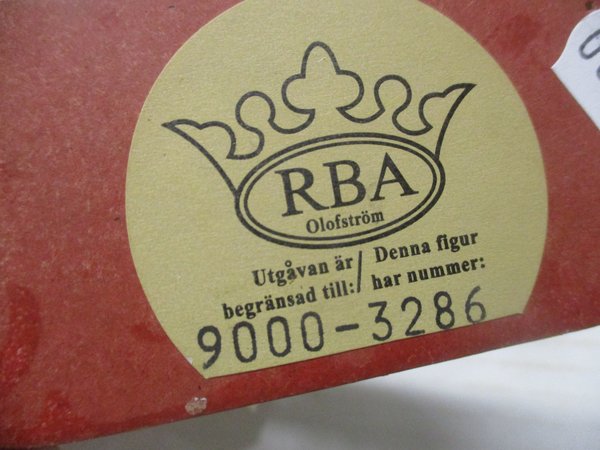 RBA
Olofström
Utgåvan är / Denna figur
begränsad till: har nummer:
9000-3286